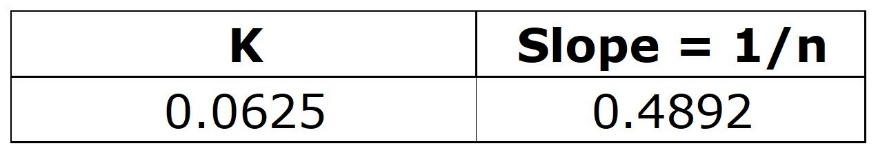 K Slope = 1/n
0.0625 0.4892